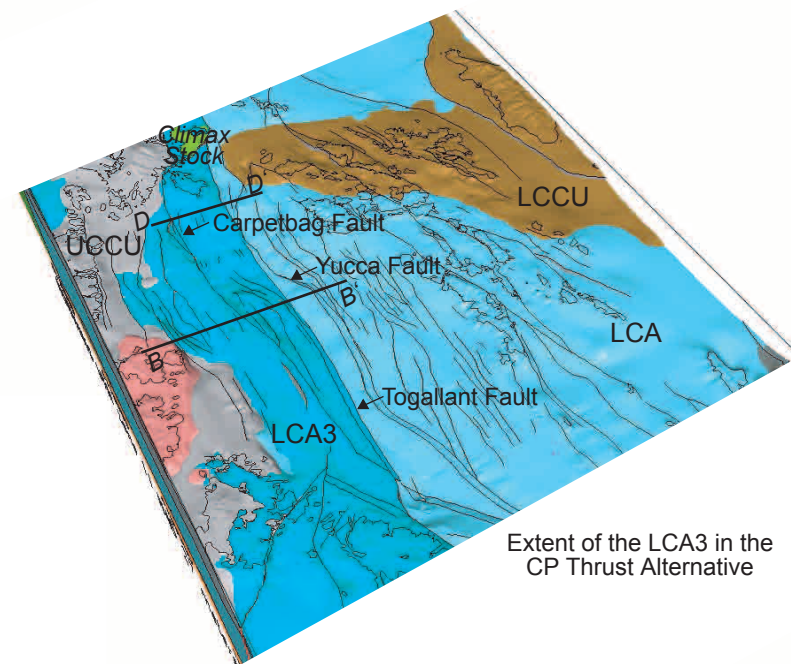 Climax
Stock
LCCU
D'
D
Carpetbag Fault
UCCU
Yucca Fault
B'
LCA
B
Togallant Fault
LCA3
Extent of the LCA3 in the
CP Thrust Alternative